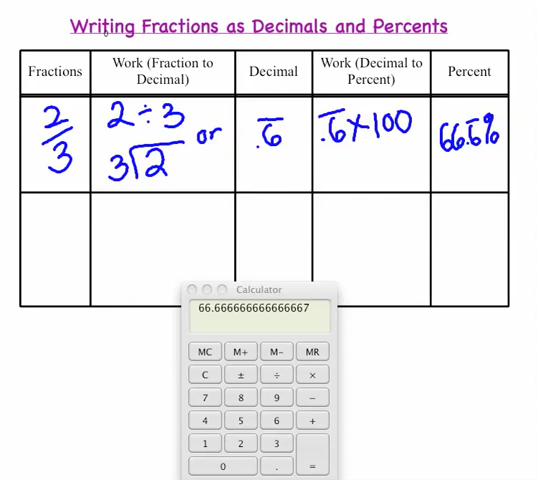 Writing Fractions as Decimals and Percents
Fractions
Work (Fraction to
Decimal)
Decimal
Work (Decimal to
Percent)
Percent
2/3
2 ÷ 3 or
3√2
.6̅
.6̅ × 100
66.6̅%
Calculator
66.666666666666667
MC M+ M- MR
C ± ÷ ×
7 8 9 −
4 5 6 +
1 2 3
0 . =